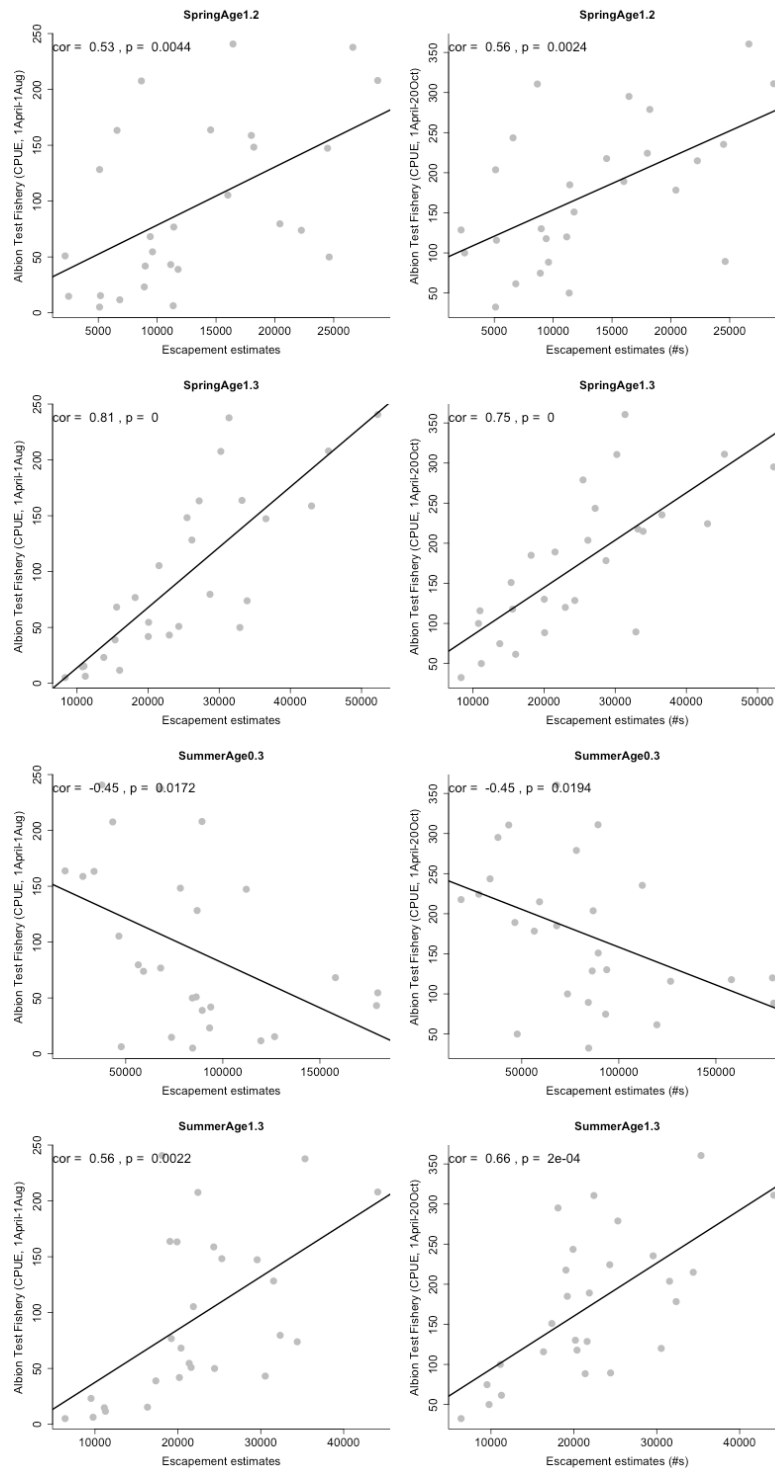 SpringAge1.2
cor = 0.53 , p = 0.0044
Albion Test Fishery (CPUE, 1April-1Aug)
0 50 100 150 200 250
5000 10000 15000 20000 25000
Escapement estimates
SpringAge1.2
cor = 0.56 , p = 0.0024
Albion Test Fishery (CPUE, 1April-20Oct)
50 100 150 200 250 300 350
5000 10000 15000 20000 25000
Escapement estimates (#s)
SpringAge1.3
cor = 0.81 , p = 0
Albion Test Fishery (CPUE, 1April-1Aug)
0 50 100 150 200 250
10000 20000 30000 40000 50000
Escapement estimates
SpringAge1.3
cor = 0.75 , p = 0
Albion Test Fishery (CPUE, 1April-20Oct)
50 100 150 200 250 300 350
10000 20000 30000 40000 50000
Escapement estimates (#s)
SummerAge0.3
cor = -0.45 , p = 0.0172
Albion Test Fishery (CPUE, 1April-1Aug)
0 50 100 150 200 250
50000 100000 150000
Escapement estimates
SummerAge0.3
cor = -0.45 , p = 0.0194
Albion Test Fishery (CPUE, 1April-20Oct)
50 100 150 200 250 300 350
50000 100000 150000
Escapement estimates (#s)
SummerAge1.3
cor = 0.56 , p = 0.0022
Albion Test Fishery (CPUE, 1April-1Aug)
0 50 100 150 200 250
10000 20000 30000 40000
Escapement estimates
SummerAge1.3
cor = 0.66 , p = 2e-04
Albion Test Fishery (CPUE, 1April-20Oct)
50 100 150 200 250 300 350
10000 20000 30000 40000
Escapement estimates (#s)